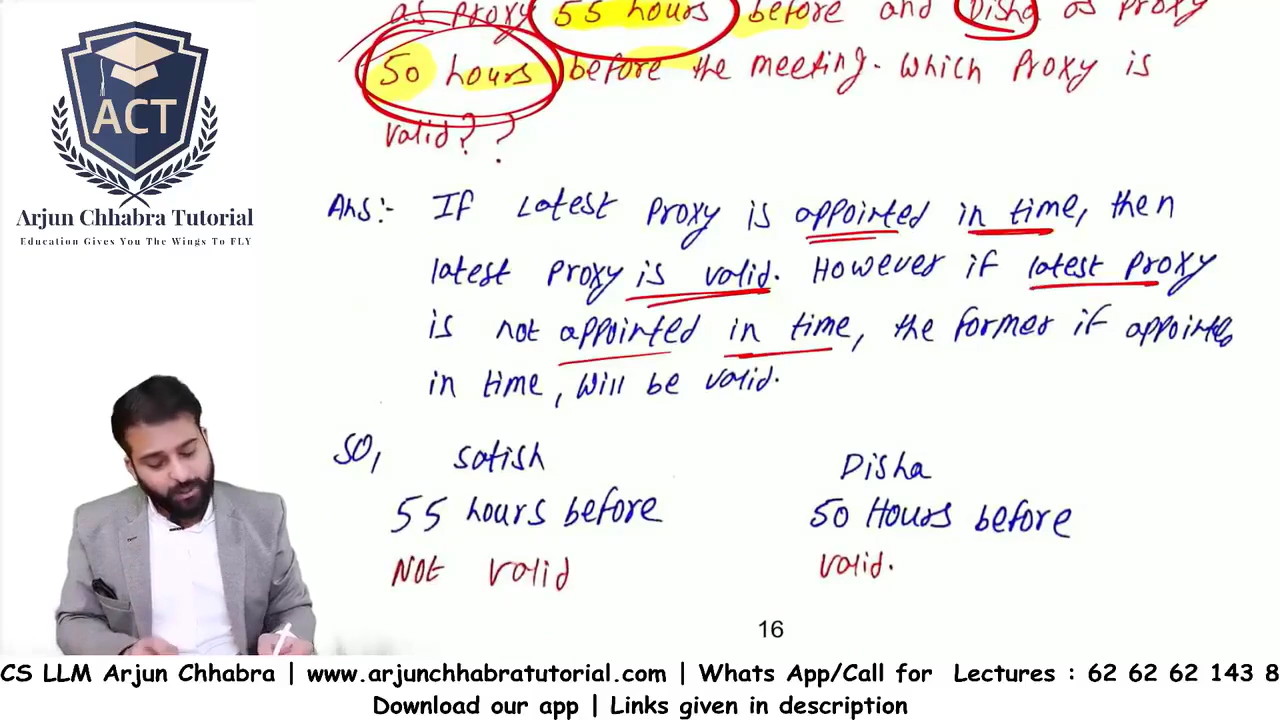 as proxy 55 hours before and Disha as proxy
50 hours before the meeting. Which Proxy is
valid??
ACT
Arjun Chhabra Tutorial
Education Gives You The Wings To FLY
Ans:- If Latest Proxy is appointed in time, then
latest Proxy is valid. However if latest Proxy
is not appointed in time, the former if appointed
in time, will be valid.
So, Satish Disha
55 hours before 50 Hours before
Not valid valid.
16
CS LLM Arjun Chhabra | www.arjunchhabratutorial.com | Whats App/Call for Lectures : 62 62 62 143 8
Download our app | Links given in description